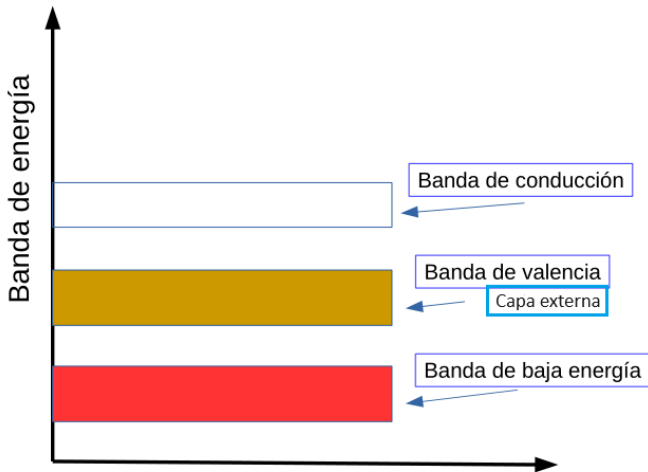 Banda de energía
Banda de conducción
Banda de valencia
Capa externa
Banda de baja energía